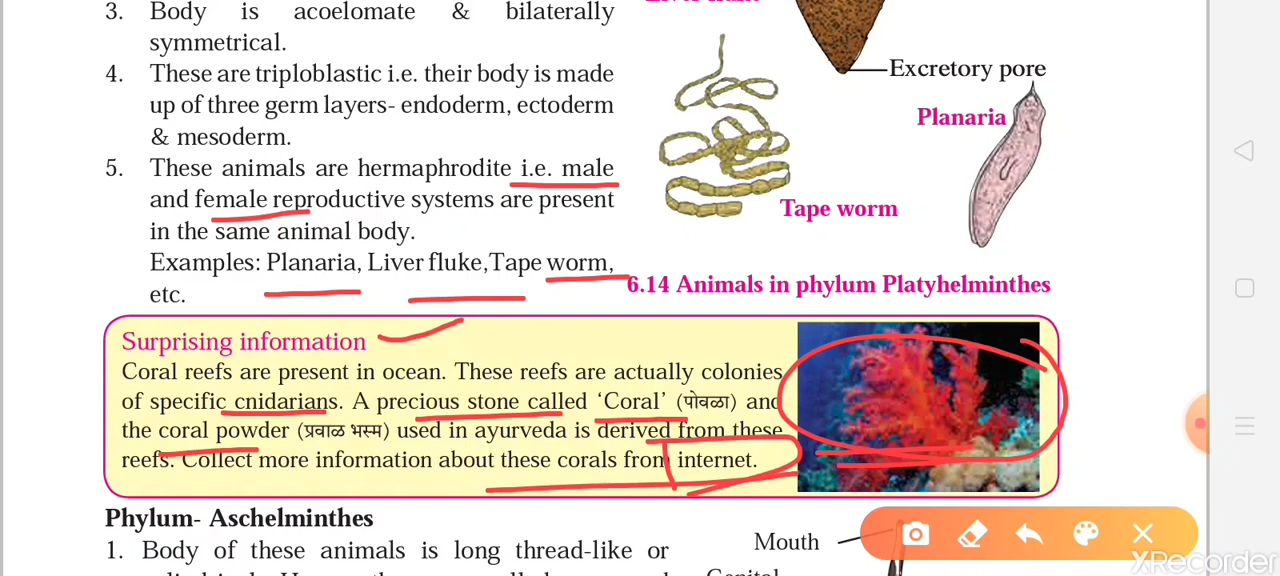 3. Body is acoelomate & bilaterally
symmetrical.
4. These are triploblastic i.e. their body is made
up of three germ layers- endoderm, ectoderm
& mesoderm.
5. These animals are hermaphrodite i.e. male
and female reproductive systems are present
in the same animal body.
Examples: Planaria, Liver fluke,Tape worm,
etc.
Excretory pore
Planaria
Tape worm
6.14 Animals in phylum Platyhelminthes
Surprising information
Coral reefs are present in ocean. These reefs are actually colonies
of specific cnidarians. A precious stone called ‘Coral’ (पोवळा) and
the coral powder (प्रवाळ भस्म) used in ayurveda is derived from these
reefs. Collect more information about these corals from internet.
Phylum- Aschelminthes
1. Body of these animals is long thread-like or
Mouth
XRecorder